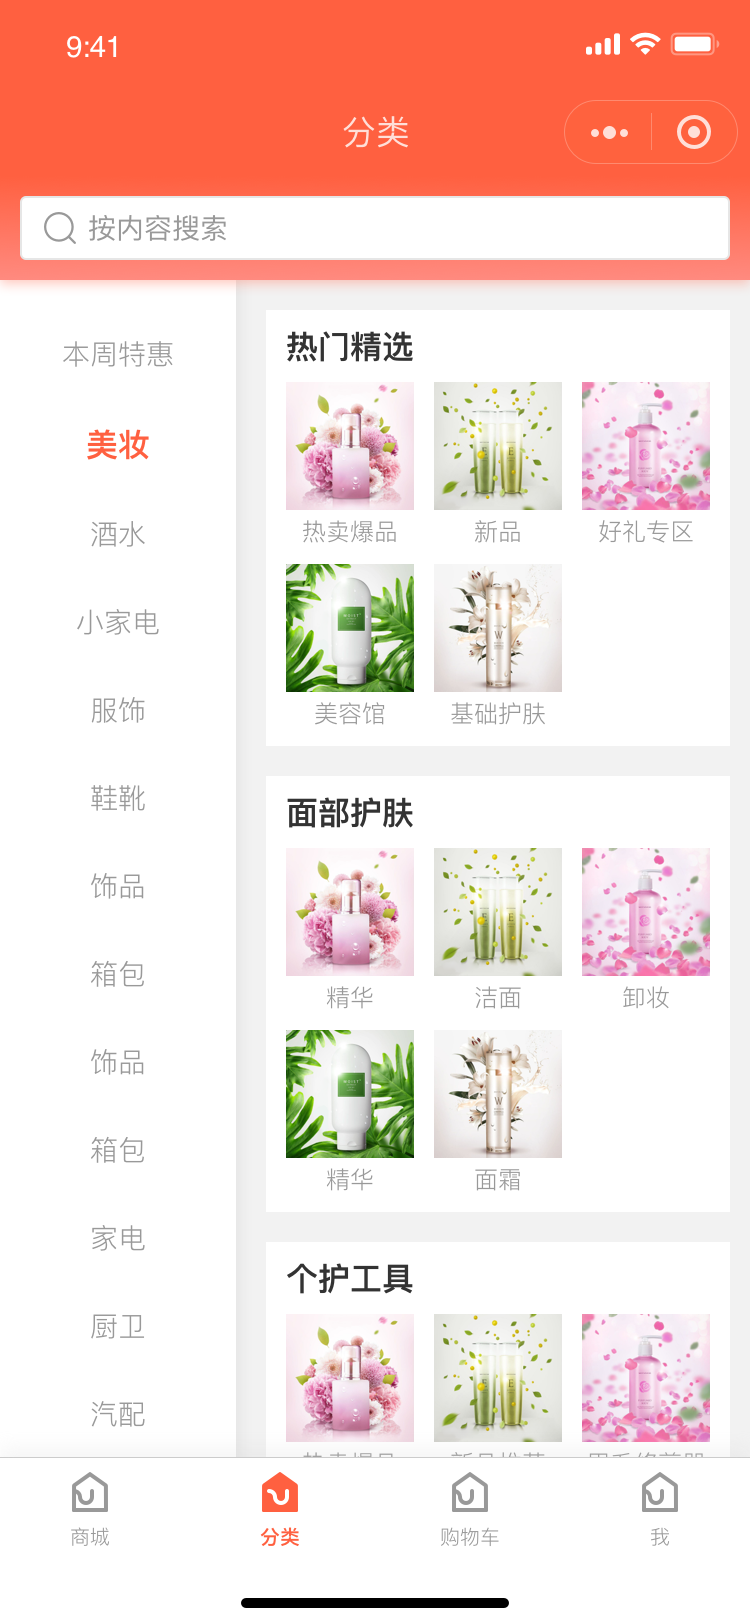 9:41
分类
按内容搜索
本周特惠
美妆
酒水
小家电
服饰
鞋靴
饰品
箱包
饰品
箱包
家电
厨卫
汽配
热门精选
热卖爆品
新品
好礼专区
美容馆
基础护肤
面部护肤
精华
洁面
卸妆
精华
面霜
个护工具
商城
分类
购物车
我